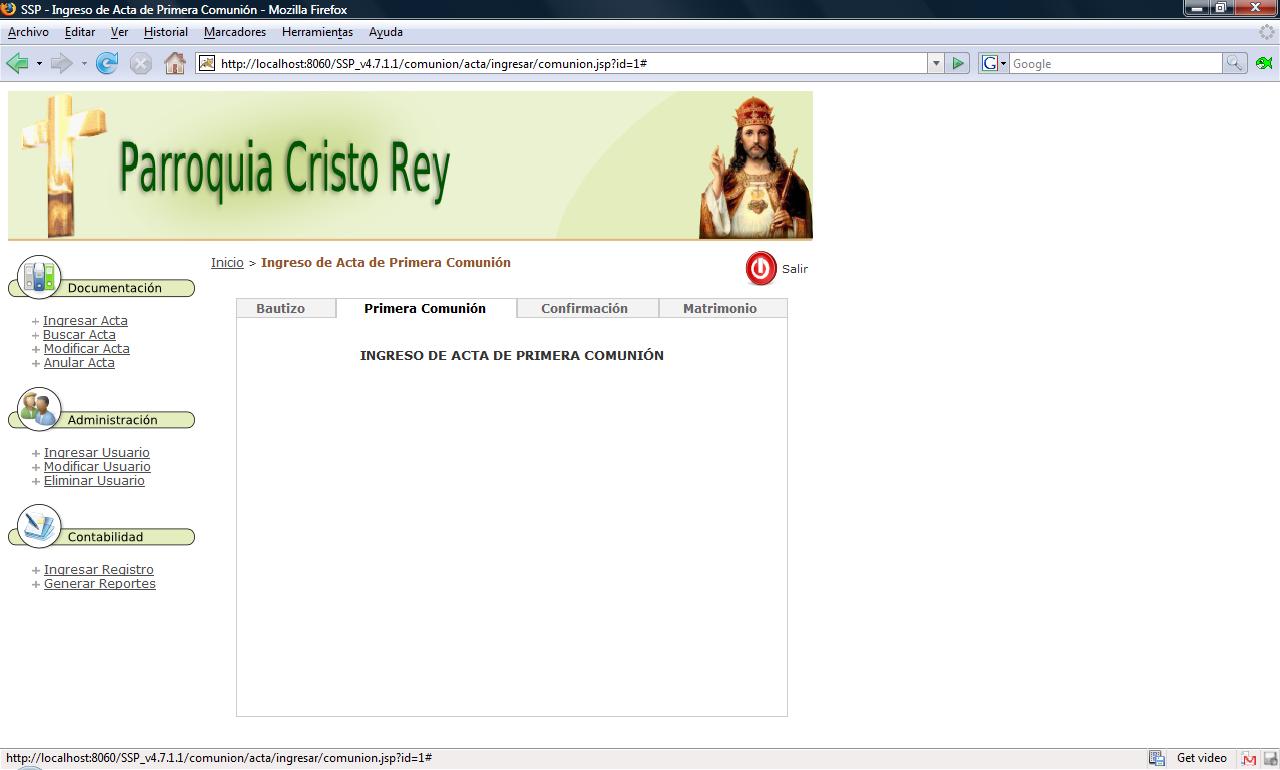 SSP - Ingreso de Acta de Primera Comunión - Mozilla Firefox
Archivo Editar Ver Historial Marcadores Herramientas Ayuda
http://localhost:8060/SSP_v4.7.1.1/comunion/acta/ingresar/comunion.jsp?id=1#
G Google
Parroquia Cristo Rey
Inicio > Ingreso de Acta de Primera Comunión
Salir
Documentación
+ Ingresar Acta
+ Buscar Acta
+ Modificar Acta
+ Anular Acta
Administración
+ Ingresar Usuario
+ Modificar Usuario
+ Eliminar Usuario
Contabilidad
+ Ingresar Registro
+ Generar Reportes
Bautizo Primera Comunión Confirmación Matrimonio
INGRESO DE ACTA DE PRIMERA COMUNIÓN
http://localhost:8060/SSP_v4.7.1.1/comunion/acta/ingresar/comunion.jsp?id=1#
Get video